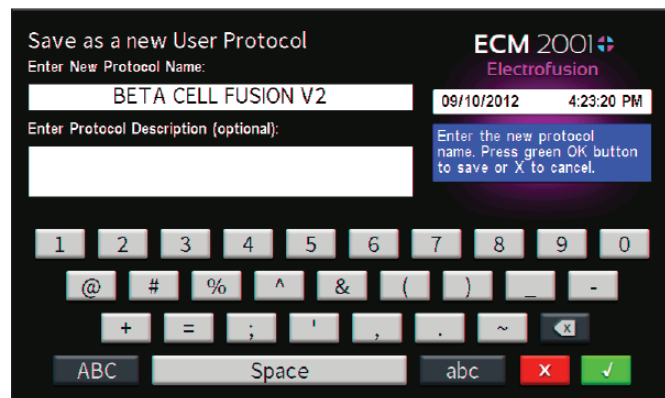 Save as a new User Protocol
Enter New Protocol Name:
BETA CELL FUSION V2
Enter Protocol Description (optional):
ECM 2001
Electrofusion
09/10/2012 4:23:20 PM
Enter the new protocol
name. Press green OK button
to save or X to cancel.
1 2 3 4 5 6 7 8 9 0
@ # % ^ & ( ) _ -
+ = ; ' , . ~ x
ABC Space abc X √